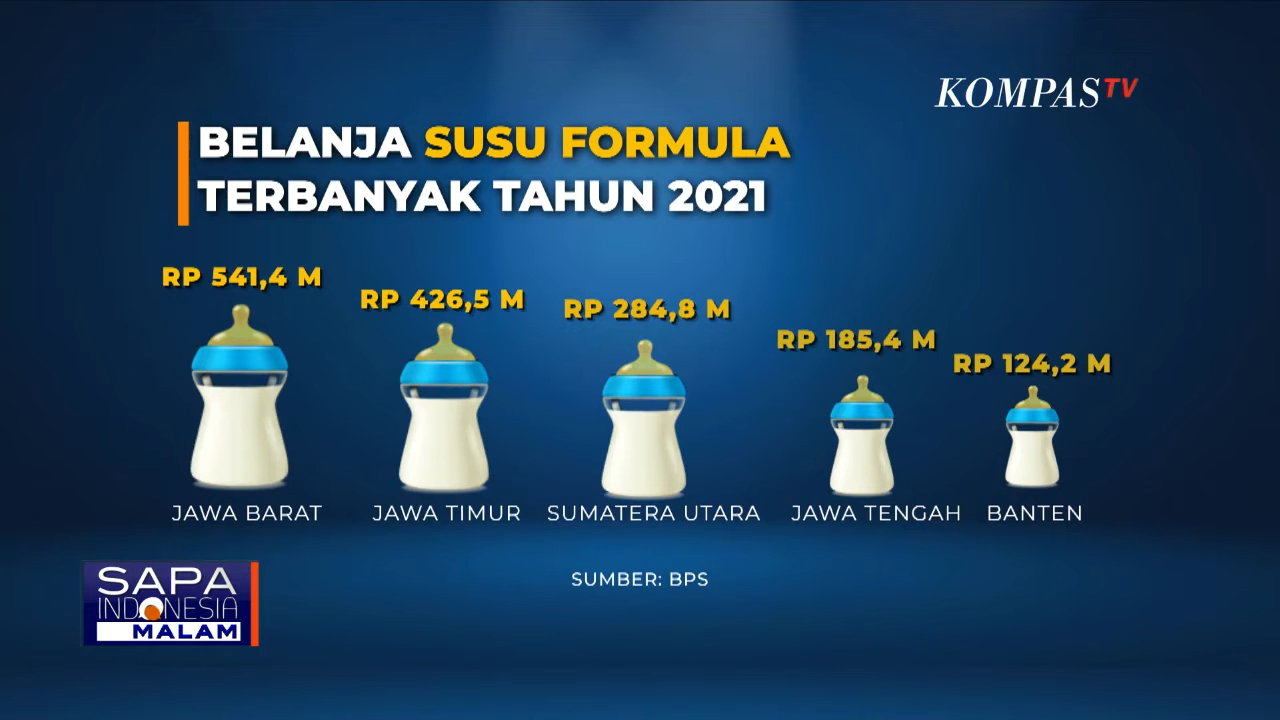 KOMPASTV
BELANJA SUSU FORMULA
TERBANYAK TAHUN 2021
RP 541,4 M
RP 426,5 M
RP 284,8 M
RP 185,4 M
RP 124,2 M
JAWA BARAT
JAWA TIMUR
SUMATERA UTARA
JAWA TENGAH
BANTEN
SUMBER: BPS
SAPA
INDONESIA
MALAM